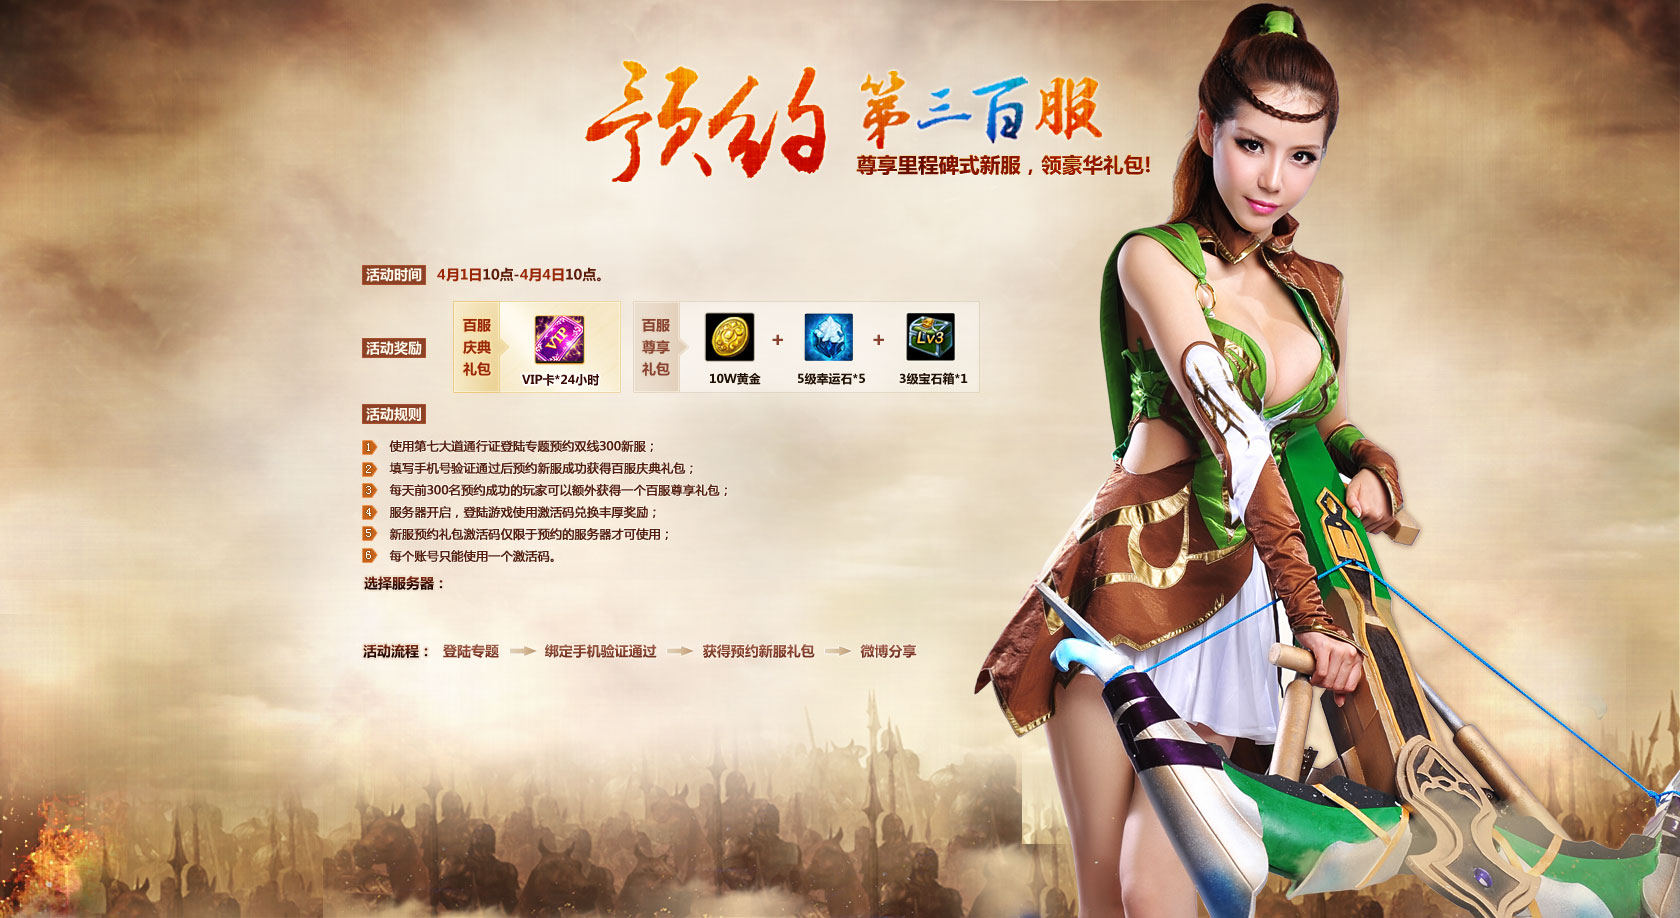 预约 第三百服
尊享里程碑式新服，领豪华礼包!
活动时间 4月1日10点-4月4日10点。
活动奖励
百服
庆典
礼包
VIP
VIP卡*24小时
百服
尊享
礼包
10W黄金
+
5级幸运石*5
+
Lv3
3级宝石箱*1
活动规则
1 使用第七大道通行证登陆专题预约双线300新服；
2 填写手机号验证通过后预约新服成功获得百服庆典礼包；
3 每天前300名预约成功的玩家可以额外获得一个百服尊享礼包；
4 服务器开启，登陆游戏使用激活码兑换丰厚奖励；
5 新服预约礼包激活码仅限于预约的服务器才可使用；
6 每个账号只能使用一个激活码。
选择服务器：
活动流程： 登陆专题 绑定手机验证通过 获得预约新服礼包 微博分享